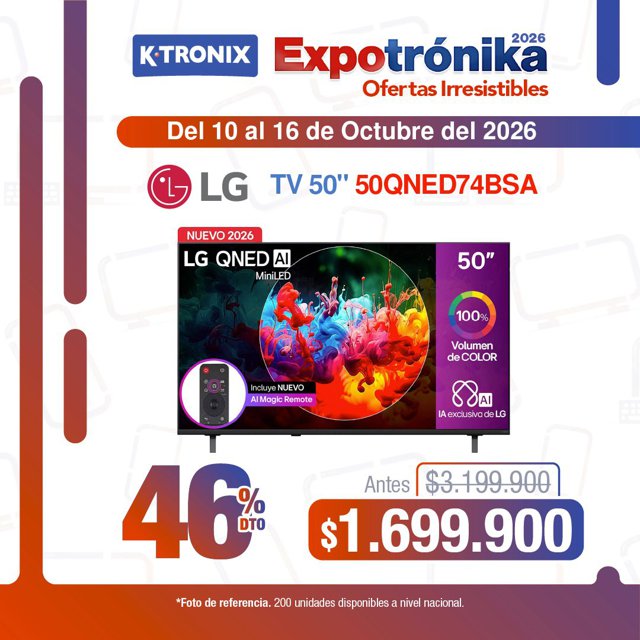 K-TRONIX
Expotrónika
2026
Ofertas Irresistibles
Del 10 al 16 de Octubre del 2026
LG TV 50" 50QNED74BSA
NUEVO 2026
LG QNED AI
MiniLED
50"
100%
Volumen
de COLOR
Incluye NUEVO
AI Magic Remote
AI
IA exclusiva de LG
46%
DTO
Antes $3.199.900
$1.699.900
*Foto de referencia. 200 unidades disponibles a nivel nacional.